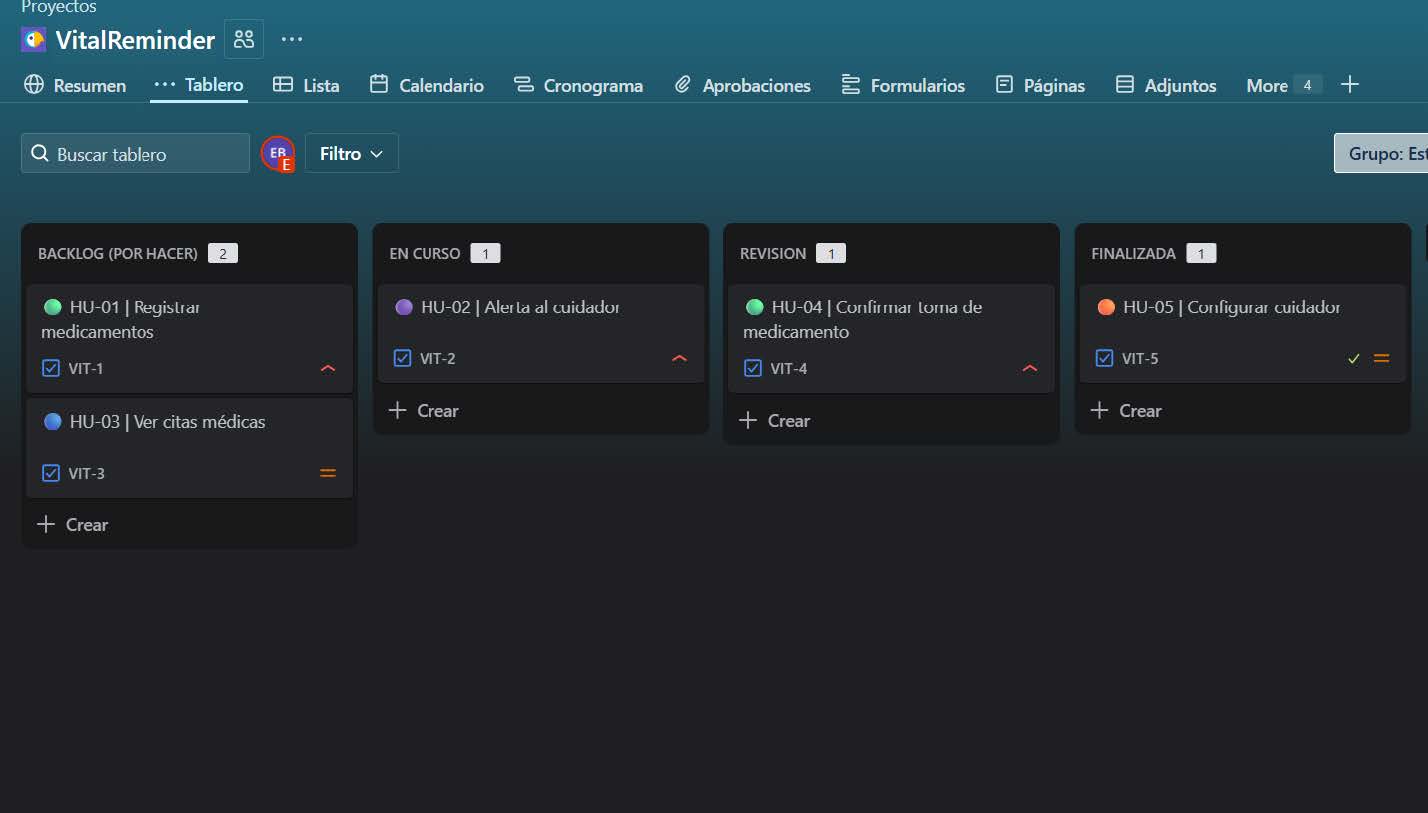 Proyectos
VitalReminder
Resumen
Tablero
Lista
Calendario
Cronograma
Aprobaciones
Formularios
Páginas
Adjuntos
More 4
Buscar tablero
EB
E
Filtro
Grupo: Est
BACKLOG (POR HACER) 2
HU-01 | Registrar
medicamentos
VIT-1
HU-03 | Ver citas médicas
VIT-3
Crear
EN CURSO 1
HU-02 | Alerta al cuidador
VIT-2
Crear
REVISION 1
HU-04 | Confirmar toma de
medicamento
VIT-4
Crear
FINALIZADA 1
HU-05 | Configurar cuidador
VIT-5
Crear